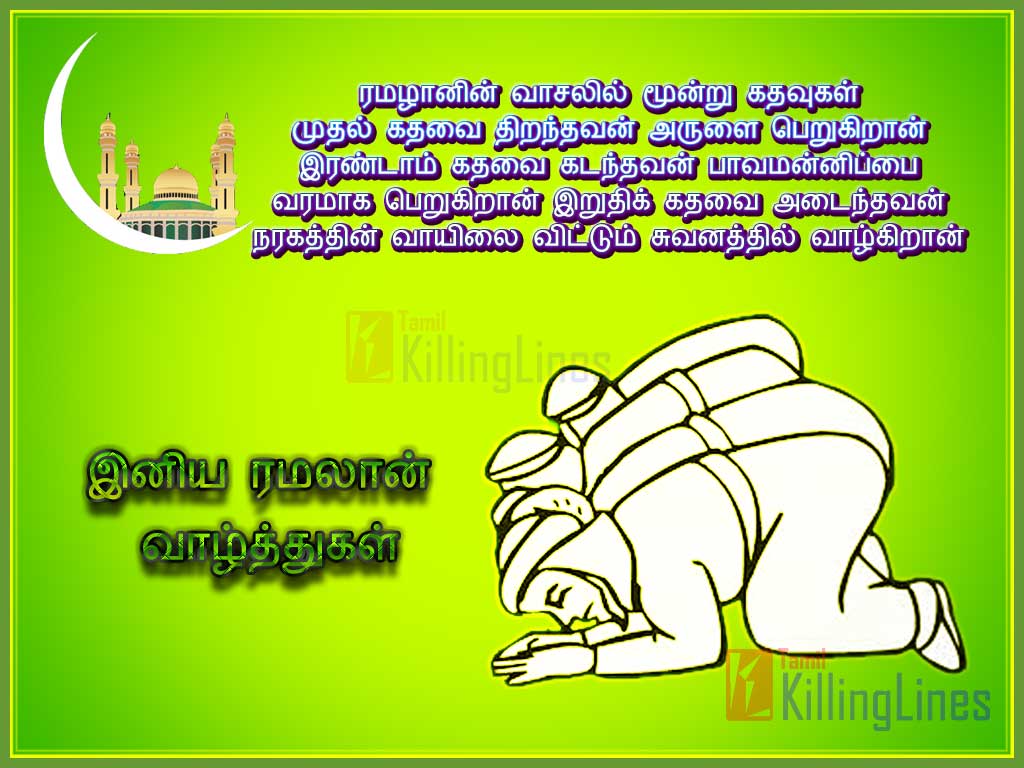 ரமழானின் வாசலில் மூன்று கதவுகள்
முதல் கதவை திறந்தவன் அருளை பெறுகிறான்
இரண்டாம் கதவை கடந்தவன் பாவமன்னிப்பை
வரமாக பெறுகிறான் இறுதிக் கதவை அடைந்தவன்
நரகத்தின் வாயிலை விட்டும் சுவனத்தில் வாழ்கிறான்
Tamil
KillingLines
இனிய ரமலான்
வாழ்த்துகள்
Tamil
KillingLines